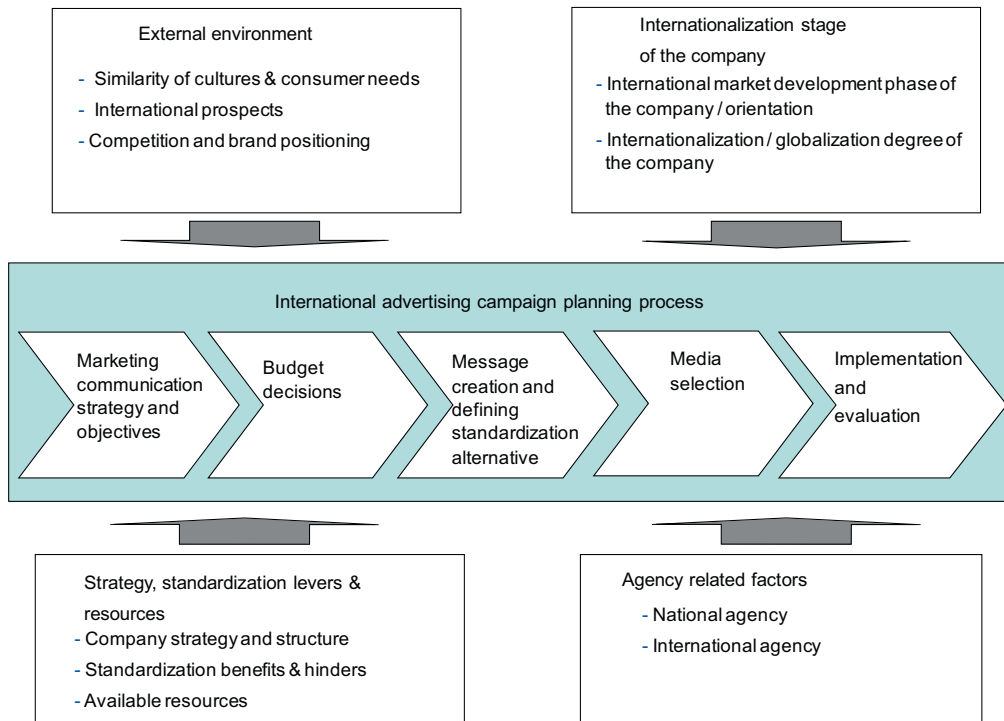 External environment
- Similarity of cultures & consumer needs
- International prospects
- Competition and brand positioning
Internationalization stage
of the company
- International market development phase of
the company / orientation
- Internationalization / globalization degree of
the company
International advertising campaign planning process
Marketing
communication
strategy and
objectives
Budget
decisions
Message
creation and
defining
standardization
alternative
Media
selection
Implementation
and
evaluation
Strategy, standardization levers &
resources
- Company strategy and structure
- Standardization benefits & hinders
- Available resources
Agency related factors
- National agency
- International agency